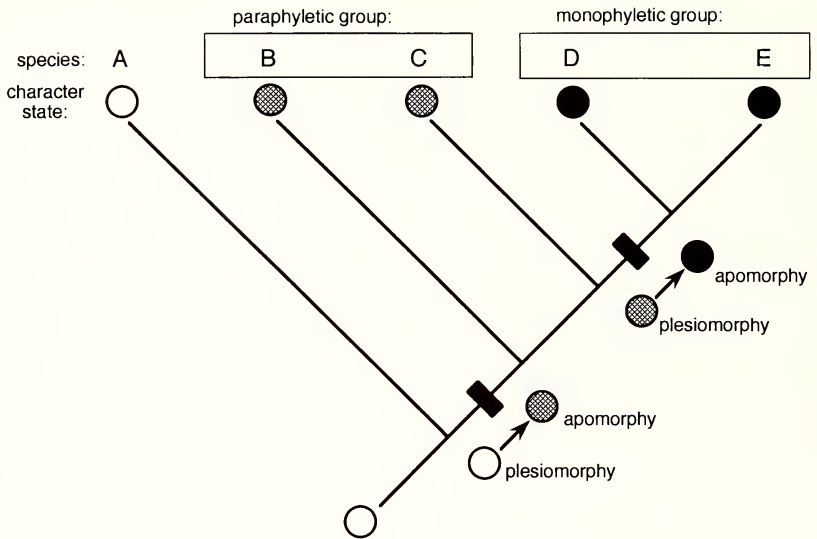 paraphyletic group:
monophyletic group:
species: A B C D E
character
state:
apomorphy
plesiomorphy
apomorphy
plesiomorphy